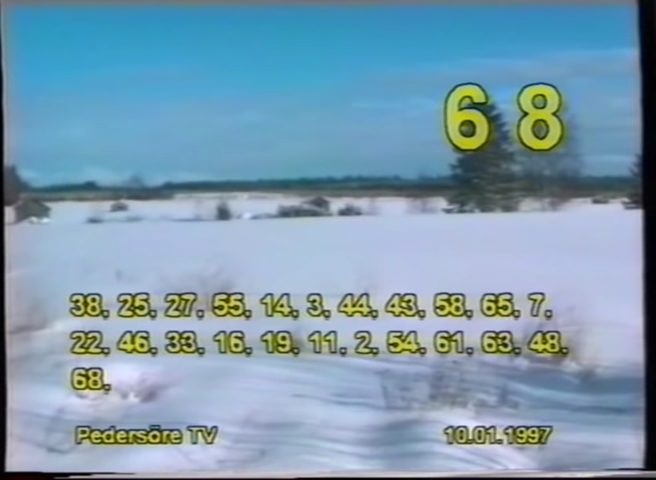 68
38, 25, 27, 55, 14, 3, 44, 43, 58, 65, 7,
22, 46, 33, 16, 19, 11, 2, 54, 61, 63, 48,
68,
Pedersöre TV 10.01.1997